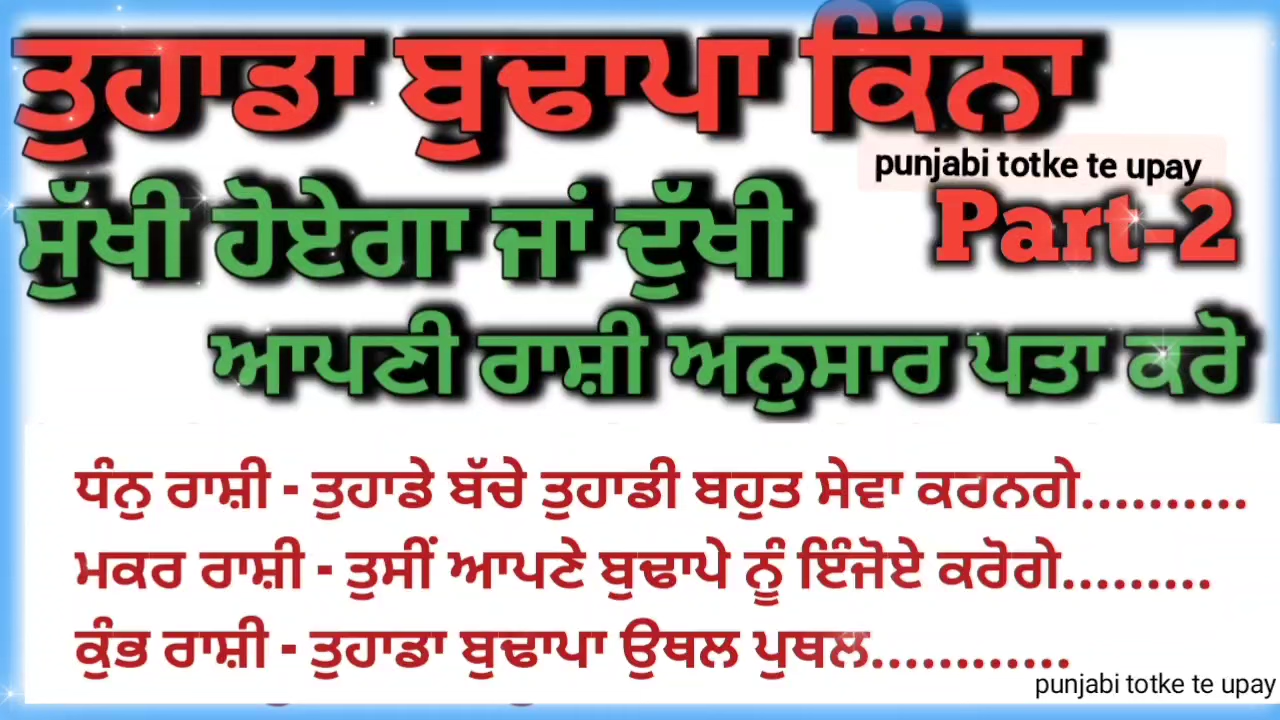 ਤੁਹਾਡਾ ਬੁਢਾਪਾ ਕਿੰਨਾ
punjabi totke te upay
ਸੁੱਖੀ ਹੋਏਗਾ ਜਾਂ ਦੁੱਖੀ
Part-2
ਆਪਣੀ ਰਾਸ਼ੀ ਅਨੁਸਾਰ ਪਤਾ ਕਰੋ
ਧੰਨੁ ਰਾਸ਼ੀ - ਤੁਹਾਡੇ ਬੱਚੇ ਤੁਹਾਡੀ ਬਹੁਤ ਸੇਵਾ ਕਰਨਗੇ..........
ਮਕਰ ਰਾਸ਼ੀ - ਤੁਸੀਂ ਆਪਣੇ ਬੁਢਾਪੇ ਨੂੰ ਇੰਜੋਏ ਕਰੋਗੇ.........
ਕੁੰਭ ਰਾਸ਼ੀ - ਤੁਹਾਡਾ ਬੁਢਾਪਾ ਉਥਲ ਪੁਥਲ............
punjabi totke te upay